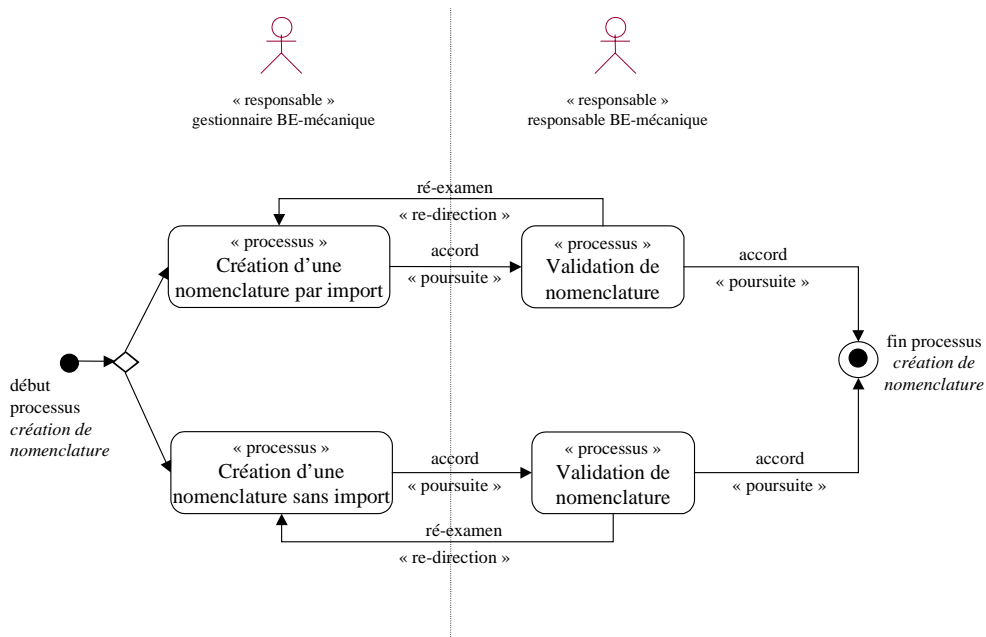 « responsable »
gestionnaire BE-mécanique
« responsable »
responsable BE-mécanique
ré-examen
« re-direction »
« processus »
Création d’une
nomenclature par import
accord
« poursuite »
« processus »
Validation de
nomenclature
accord
« poursuite »
début
processus
création de
nomenclature
fin processus
création de
nomenclature
« processus »
Création d’une
nomenclature sans import
accord
« poursuite »
« processus »
Validation de
nomenclature
accord
« poursuite »
ré-examen
« re-direction »